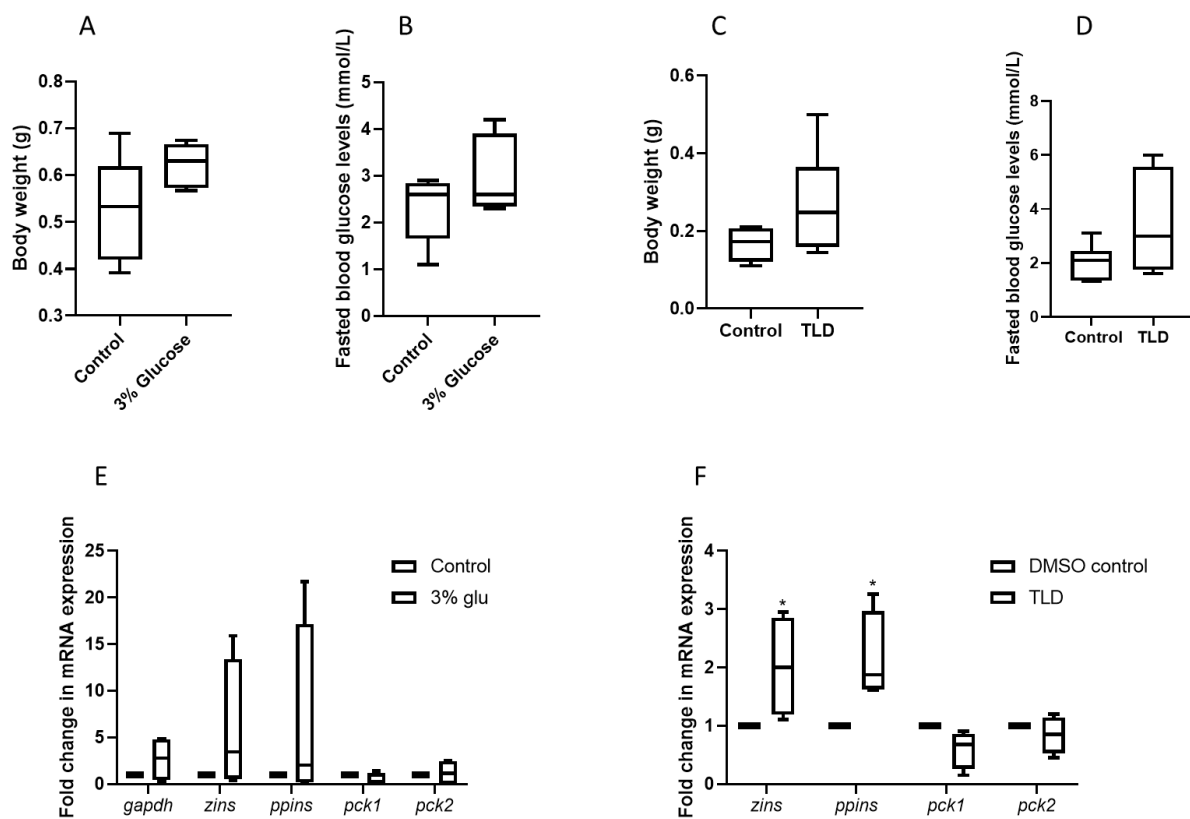 A
Body weight (g)
0.8
0.7
0.6
0.5
0.4
0.3
Control
3% Glucose
B
Fasted blood glucose levels (mmol/L)
5
4
3
2
1
0
Control
3% Glucose
C
Body weight (g)
0.6
0.4
0.2
0.0
Control
TLD
D
Fasted blood glucose levels (mmol/L)
8
6
4
2
0
Control
TLD
E
Fold change in mRNA expression
25
20
15
10
5
0
gapdh
zins
ppins
pck1
pck2
Control
3% glu
F
Fold change in mRNA expression
4
3
2
1
0
*
*
zins
ppins
pck1
pck2
DMSO control
TLD